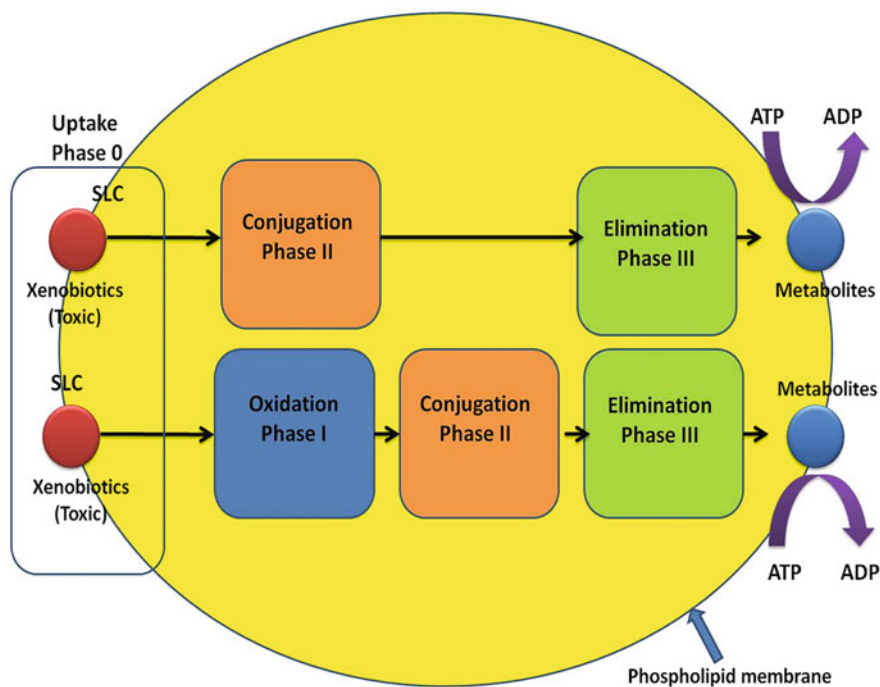 Uptake
Phase 0
SLC
Xenobiotics
(Toxic)
Conjugation
Phase II
Elimination
Phase III
ATP ADP
Metabolites
SLC
Xenobiotics
(Toxic)
Oxidation
Phase I
Conjugation
Phase II
Elimination
Phase III
Metabolites
ATP ADP
Phospholipid membrane